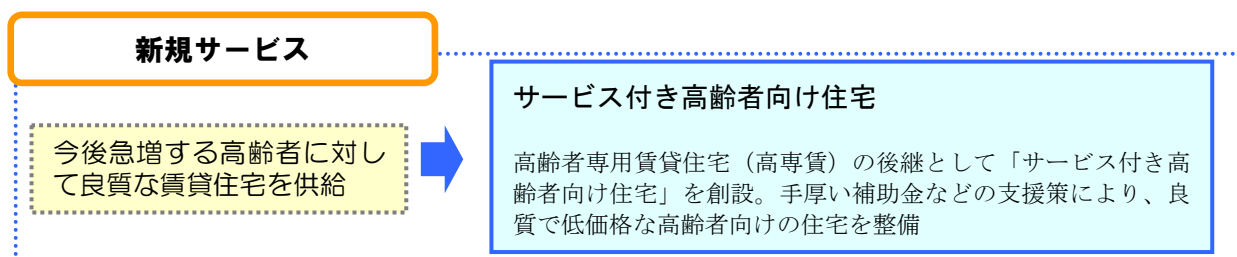 新規サービス
今後急増する高齢者に対し
て良質な賃貸住宅を供給
サービス付き高齢者向け住宅
高齢者専用賃貸住宅（高専賃）の後継として「サービス付き高
齢者向け住宅」を創設。手厚い補助金などの支援策により、良
質で低価格な高齢者向けの住宅を整備